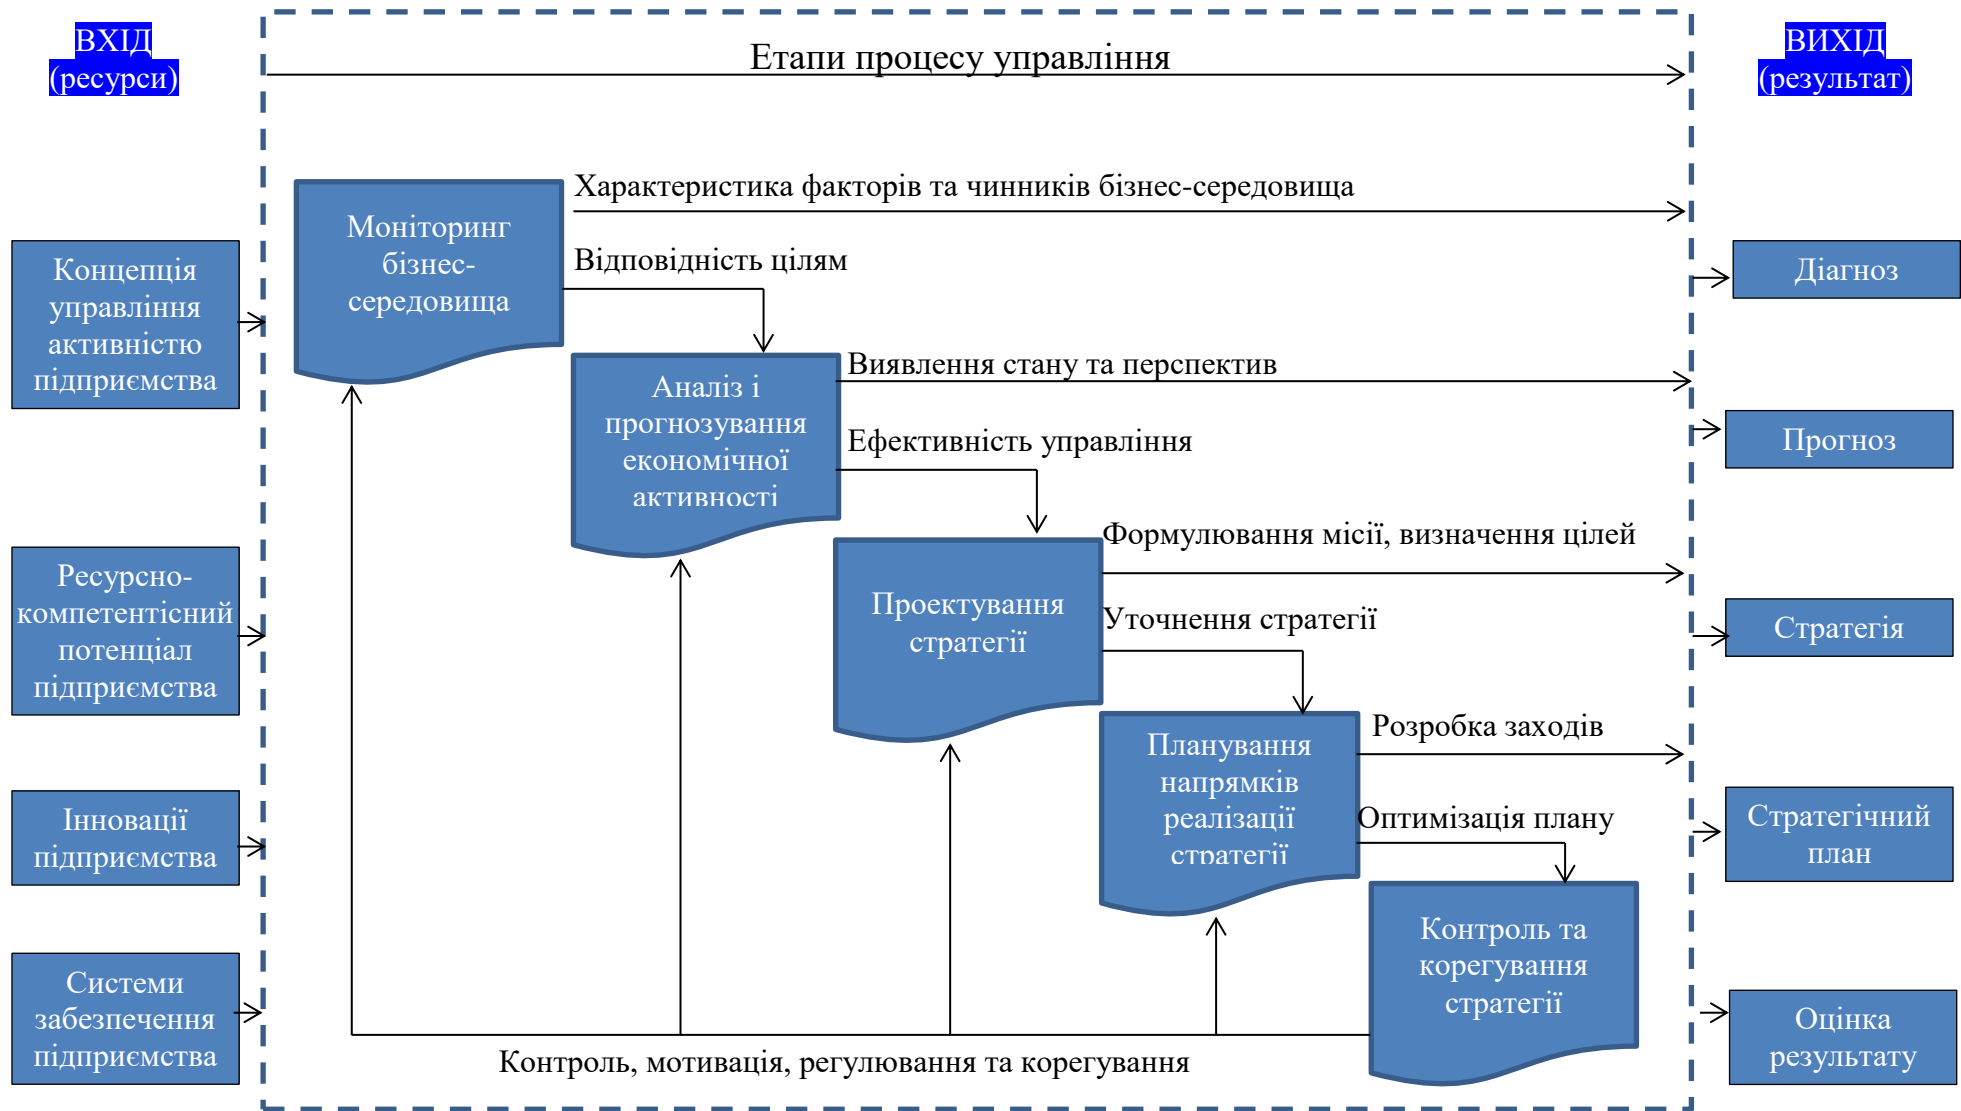 ВХІД
(ресурси)
Етапи процесу управління
ВИХІД
(результат)
Концепція
управління
активністю
підприємства
Ресурсно-
компетентісний
потенціал
підприємства
Інновації
підприємства
Системи
забезпечення
підприємства
Моніторинг
бізнес-
середовища
Характеристика факторів та чинників бізнес-середовища
Відповідність цілям
Аналіз і
прогнозування
економічної
активності
Виявлення стану та перспектив
Ефективність управління
Проектування
стратегії
Формулювання місії, визначення цілей
Уточнення стратегії
Планування
напрямків
реалізації
стратегії
Розробка заходів
Оптимізація плану
Контроль та
корегування
стратегії
Контроль, мотивація, регулювання та корегування
Діагноз
Прогноз
Стратегія
Стратегічний
план
Оцінка
результату